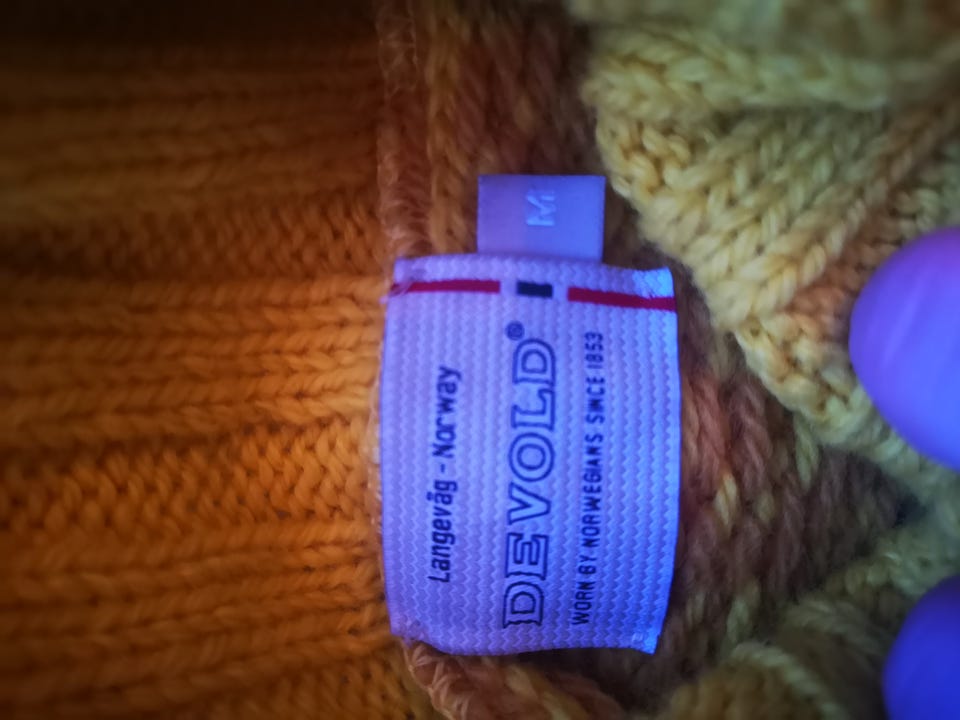 M
Langevåg - Norway
DEVOLD®
WORN BY NORWEGIANS SINCE 1853